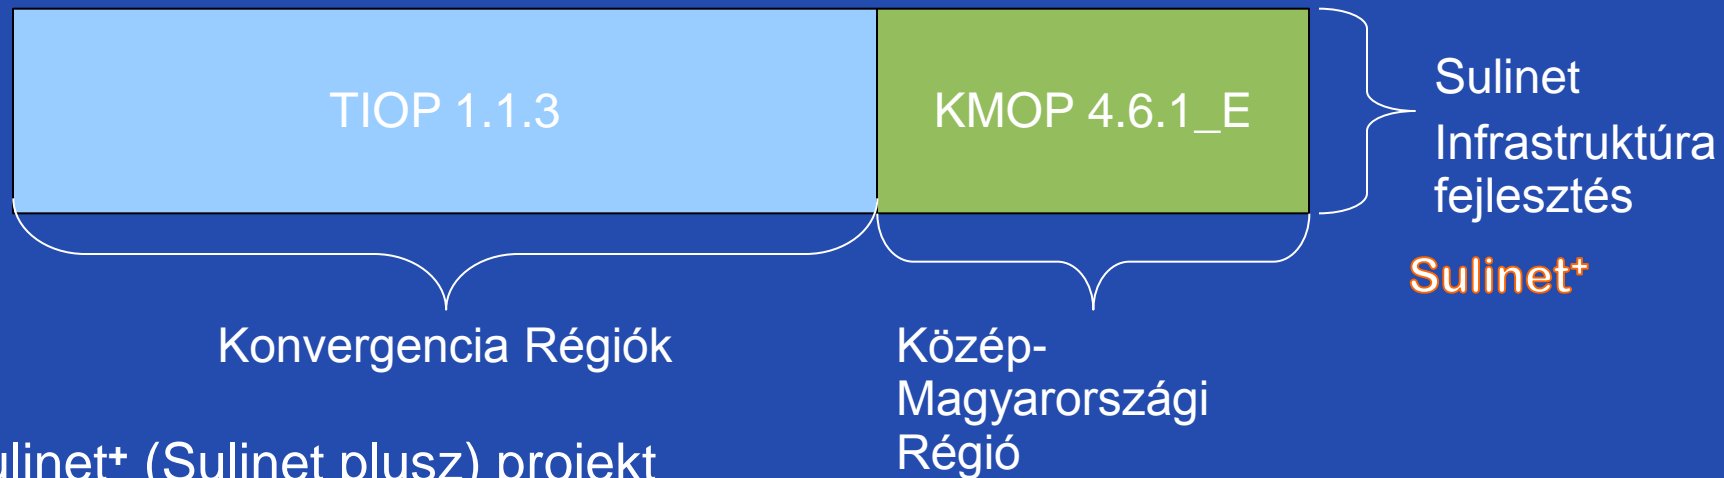 TIOP 1.1.3
KMOP 4.6.1_E
Sulinet
Infrastruktúra
fejlesztés
Sulinet⁺
Konvergencia Régiók
Közép-
Magyarországi
Régió
ulinet⁺ (Sulinet plusz) projekt